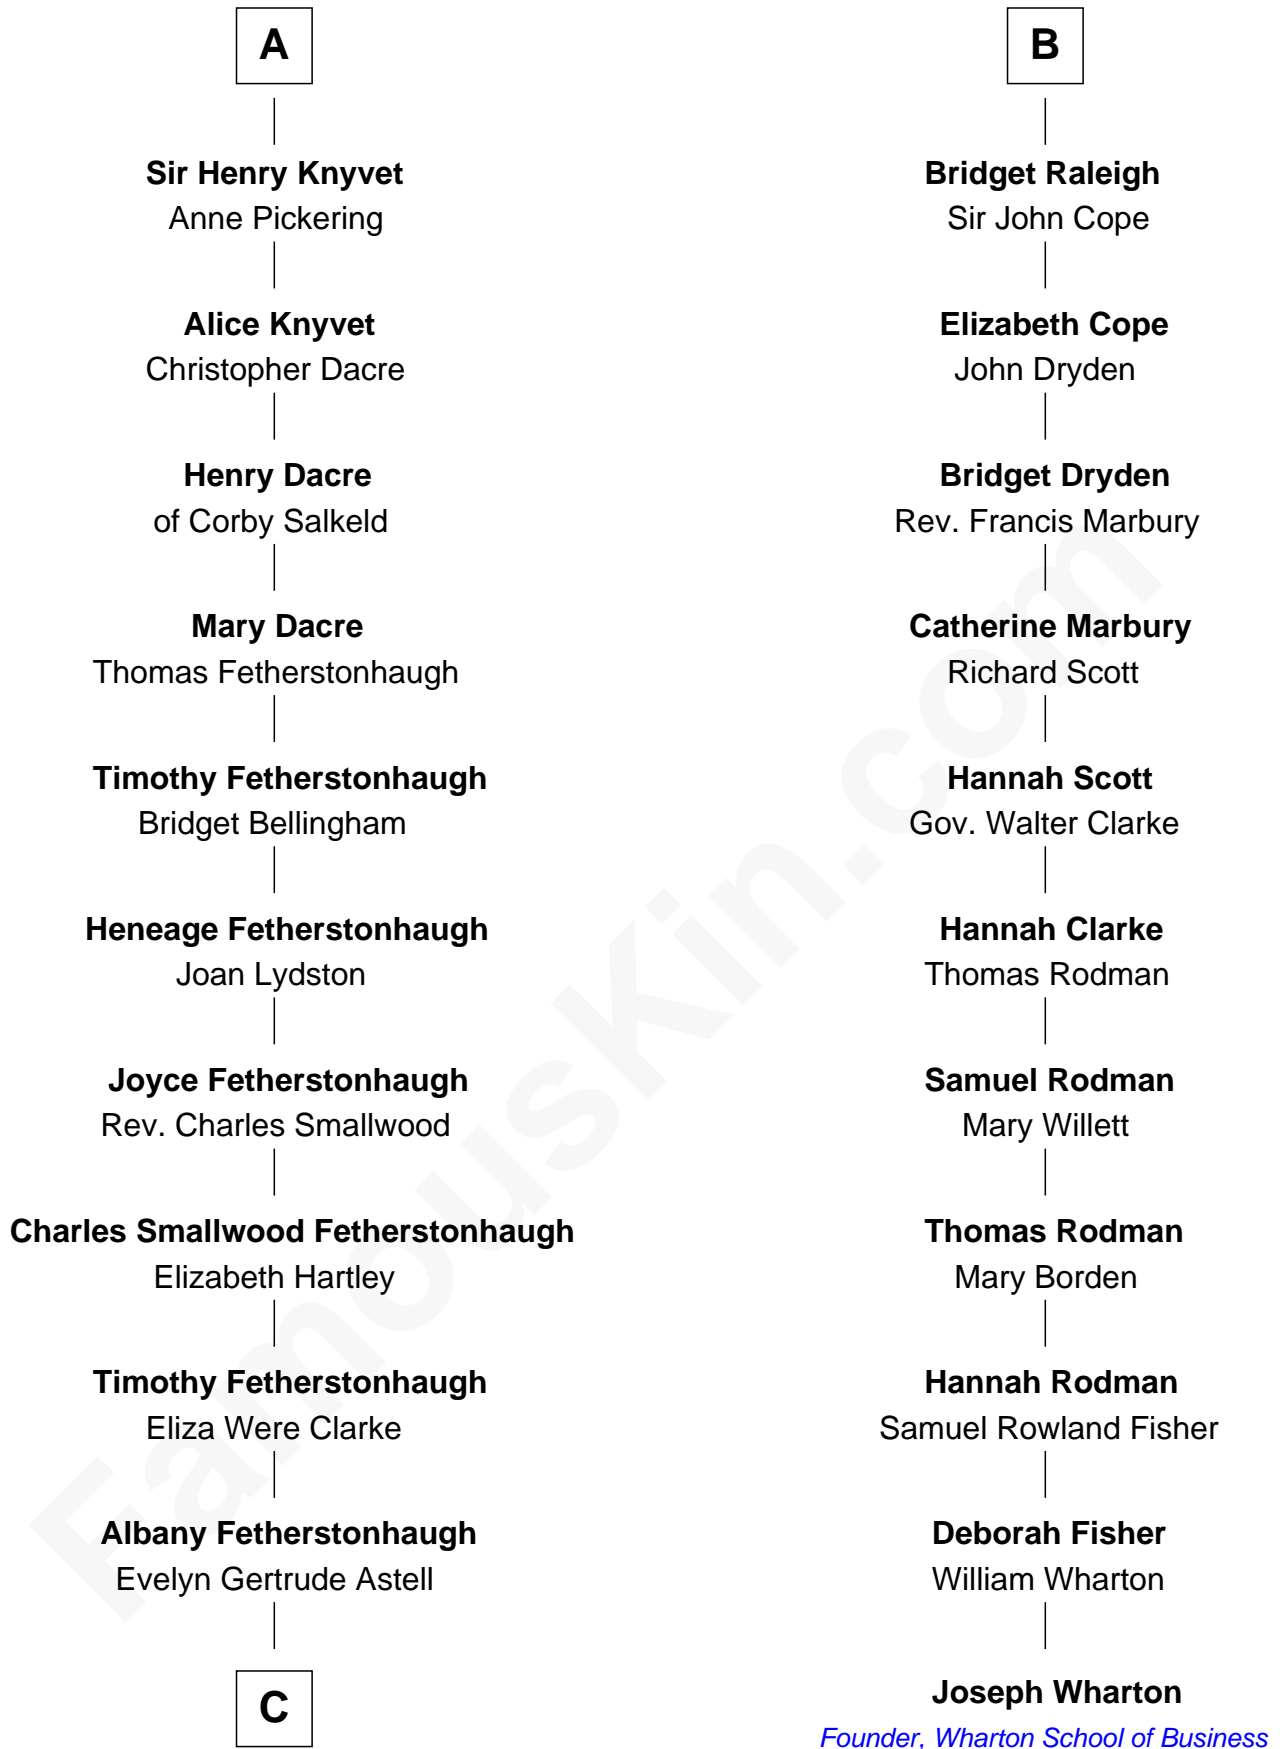 A
Sir Henry Knyvet
Anne Pickering
Alice Knyvet
Christopher Dacre
Henry Dacre
of Corby Salkeld
Mary Dacre
Thomas Fetherstonhaugh
Timothy Fetherstonhaugh
Bridget Bellingham
Heneage Fetherstonhaugh
Joan Lydston
Joyce Fetherstonhaugh
Rev. Charles Smallwood
Charles Smallwood Fetherstonhaugh
Elizabeth Hartley
Timothy Fetherstonhaugh
Eliza Were Clarke
Albany Fetherstonhaugh
Evelyn Gertrude Astell
C
B
Bridget Raleigh
Sir John Cope
Elizabeth Cope
John Dryden
Bridget Dryden
Rev. Francis Marbury
Catherine Marbury
Richard Scott
Hannah Scott
Gov. Walter Clarke
Hannah Clarke
Thomas Rodman
Samuel Rodman
Mary Willett
Thomas Rodman
Mary Borden
Hannah Rodman
Samuel Rowland Fisher
Deborah Fisher
William Wharton
Joseph Wharton
Founder, Wharton School of Business
FamousKin.com